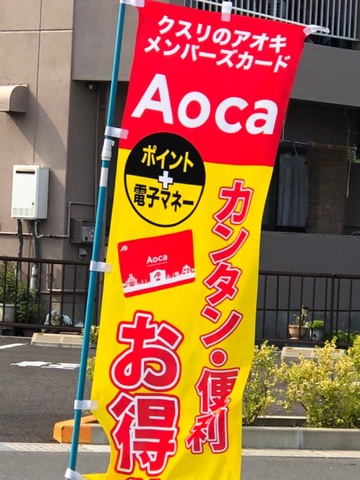 クスリのアオキ
メンバーズカード
Aoca
ポイント
+
電子マネー
Aoca
カンタン・便利
お得